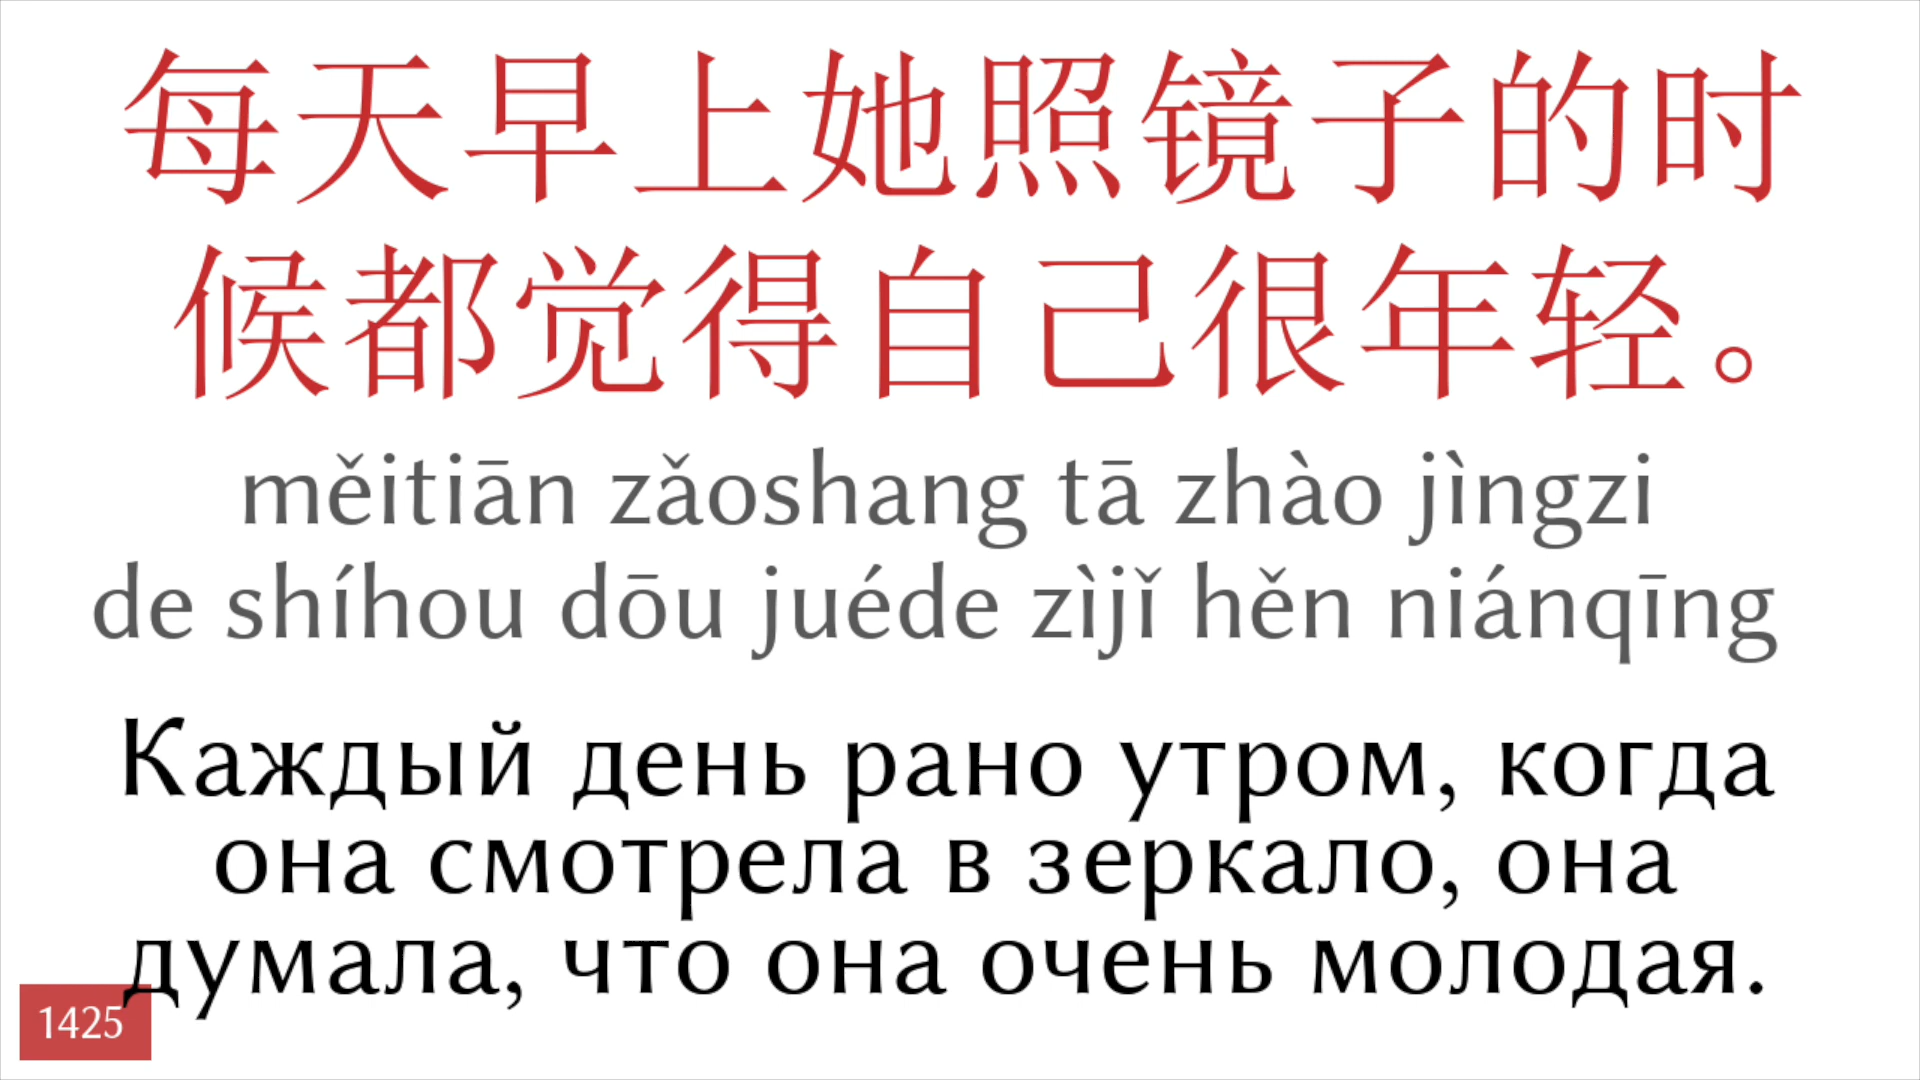 每天早上她照镜子的时
候都觉得自己很年轻。
měitiān zǎoshang tā zhào jìngzi
de shíhou dōu juéde zìjǐ hěn niánqīng
Каждый день рано утром, когда
она смотрела в зеркало, она
думала, что она очень молодая.
1425